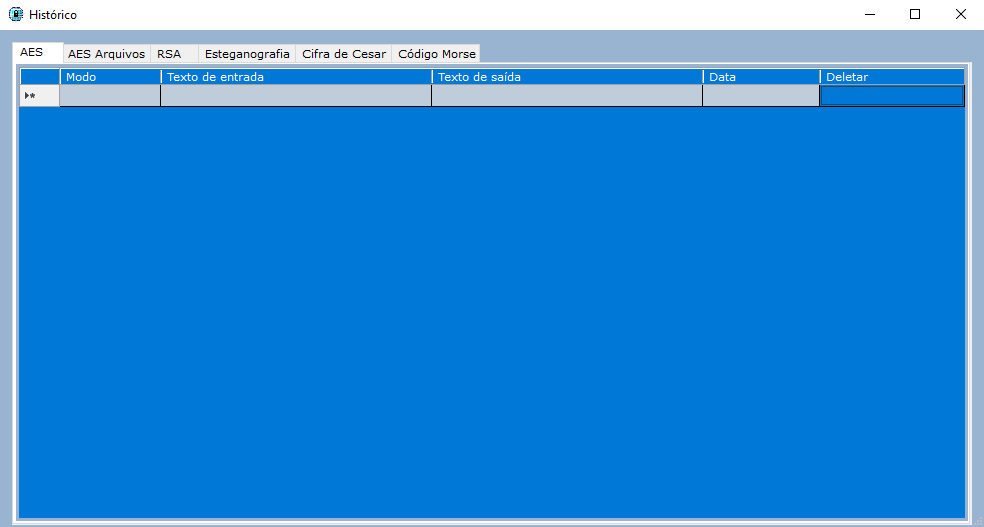 Histórico
AES AES Arquivos RSA Esteganografia Cifra de Cesar Código Morse
Modo Texto de entrada Texto de saída Data Deletar